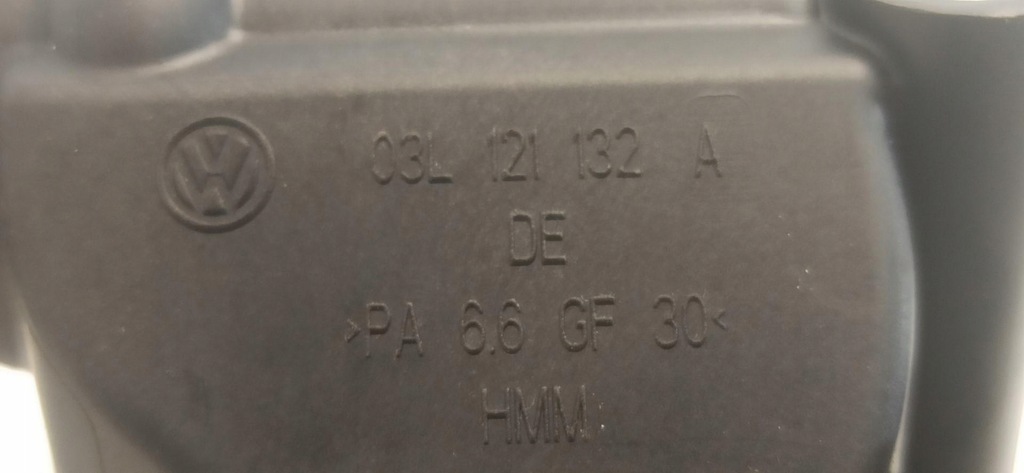 03L 121 132 A
DE
>PA 6.6 GF 30<
HMM